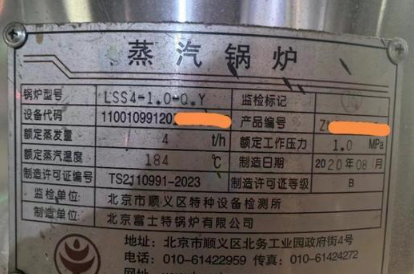 蒸汽锅炉
锅炉型号 LSS4-1.0-Q.Y 监检标记
设备代码 11001099120 产品编号 Z1
额定蒸发量 4 t/h 额定工作压力 1.0 MPa
额定蒸汽温度 184 ℃ 制造日期 2020年08月
制造许可证编号 TS2110991-2023 制造许可证等级 B
监检单位: 北京市顺义区特种设备检测所
制造单位: 北京富士特锅炉有限公司
地址: 北京市顺义区北务工业园政府街4号
电话: 010-61422959 传真: 010-61424272